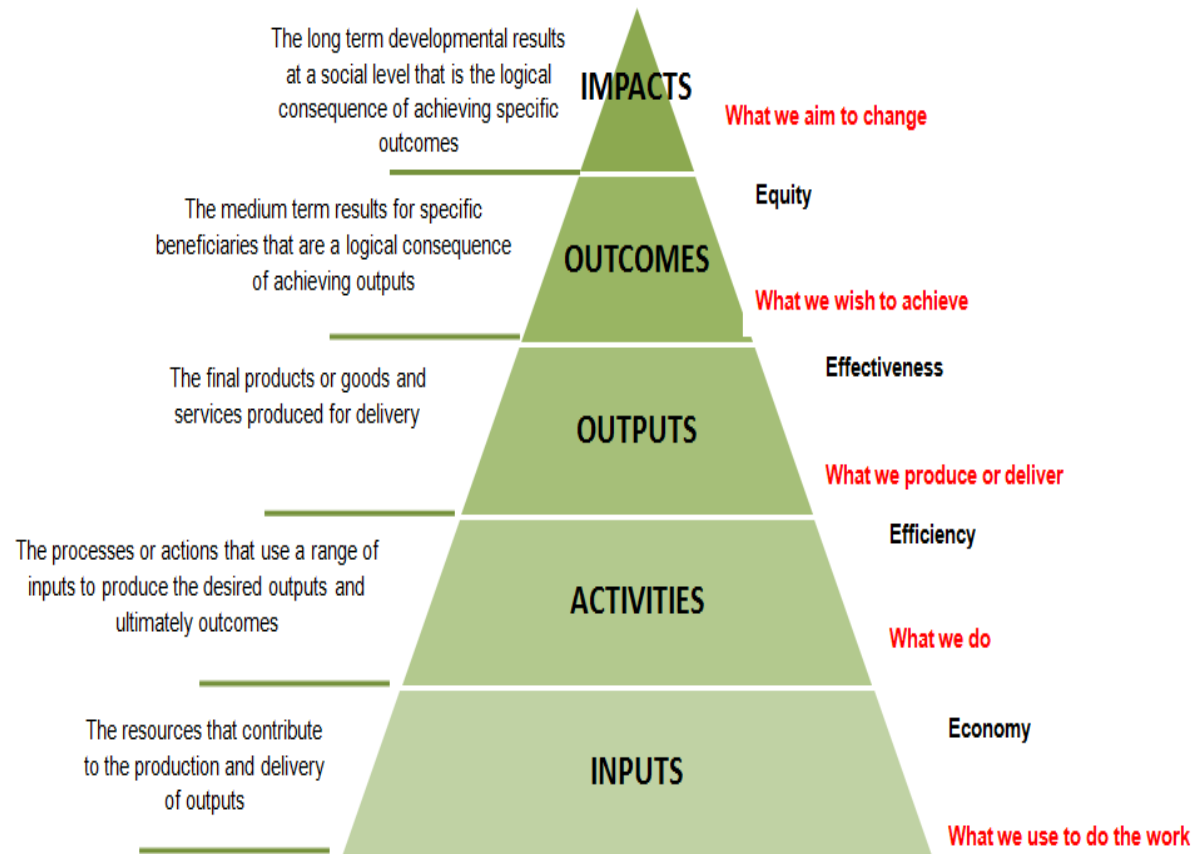 The long term developmental results
at a social level that is the logical
consequence of achieving specific
outcomes
IMPACTS
What we aim to change
Equity
The medium term results for specific
beneficiaries that are a logical consequence
of achieving outputs
OUTCOMES
What we wish to achieve
Effectiveness
The final products or goods and
services produced for delivery
OUTPUTS
What we produce or deliver
Efficiency
The processes or actions that use a range of
inputs to produce the desired outputs and
ultimately outcomes
ACTIVITIES
What we do
Economy
The resources that contribute
to the production and delivery
of outputs
INPUTS
What we use to do the work